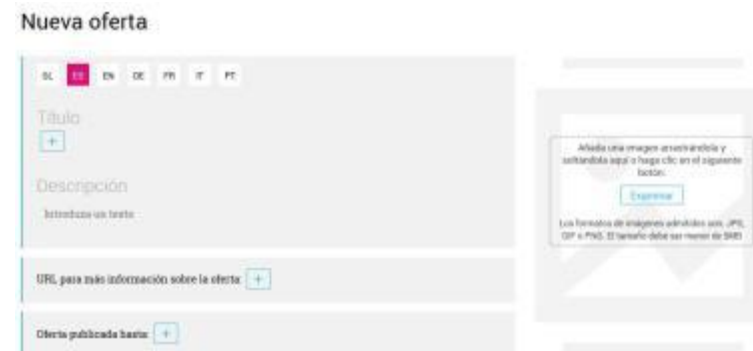 Nueva oferta
GL ES EN DE FR IT PT
Título
+
Descripción
Introduzca un texto
URL para más información sobre la oferta: +
Oferta publicada hasta: +
Añada una imagen arrastrándola y
soltándola aquí o haga clic en el siguiente
botón:
Examinar
Los formatos de imágenes admitidos son: JPG,
GIF o PNG. El tamaño debe ser menor de 5MB